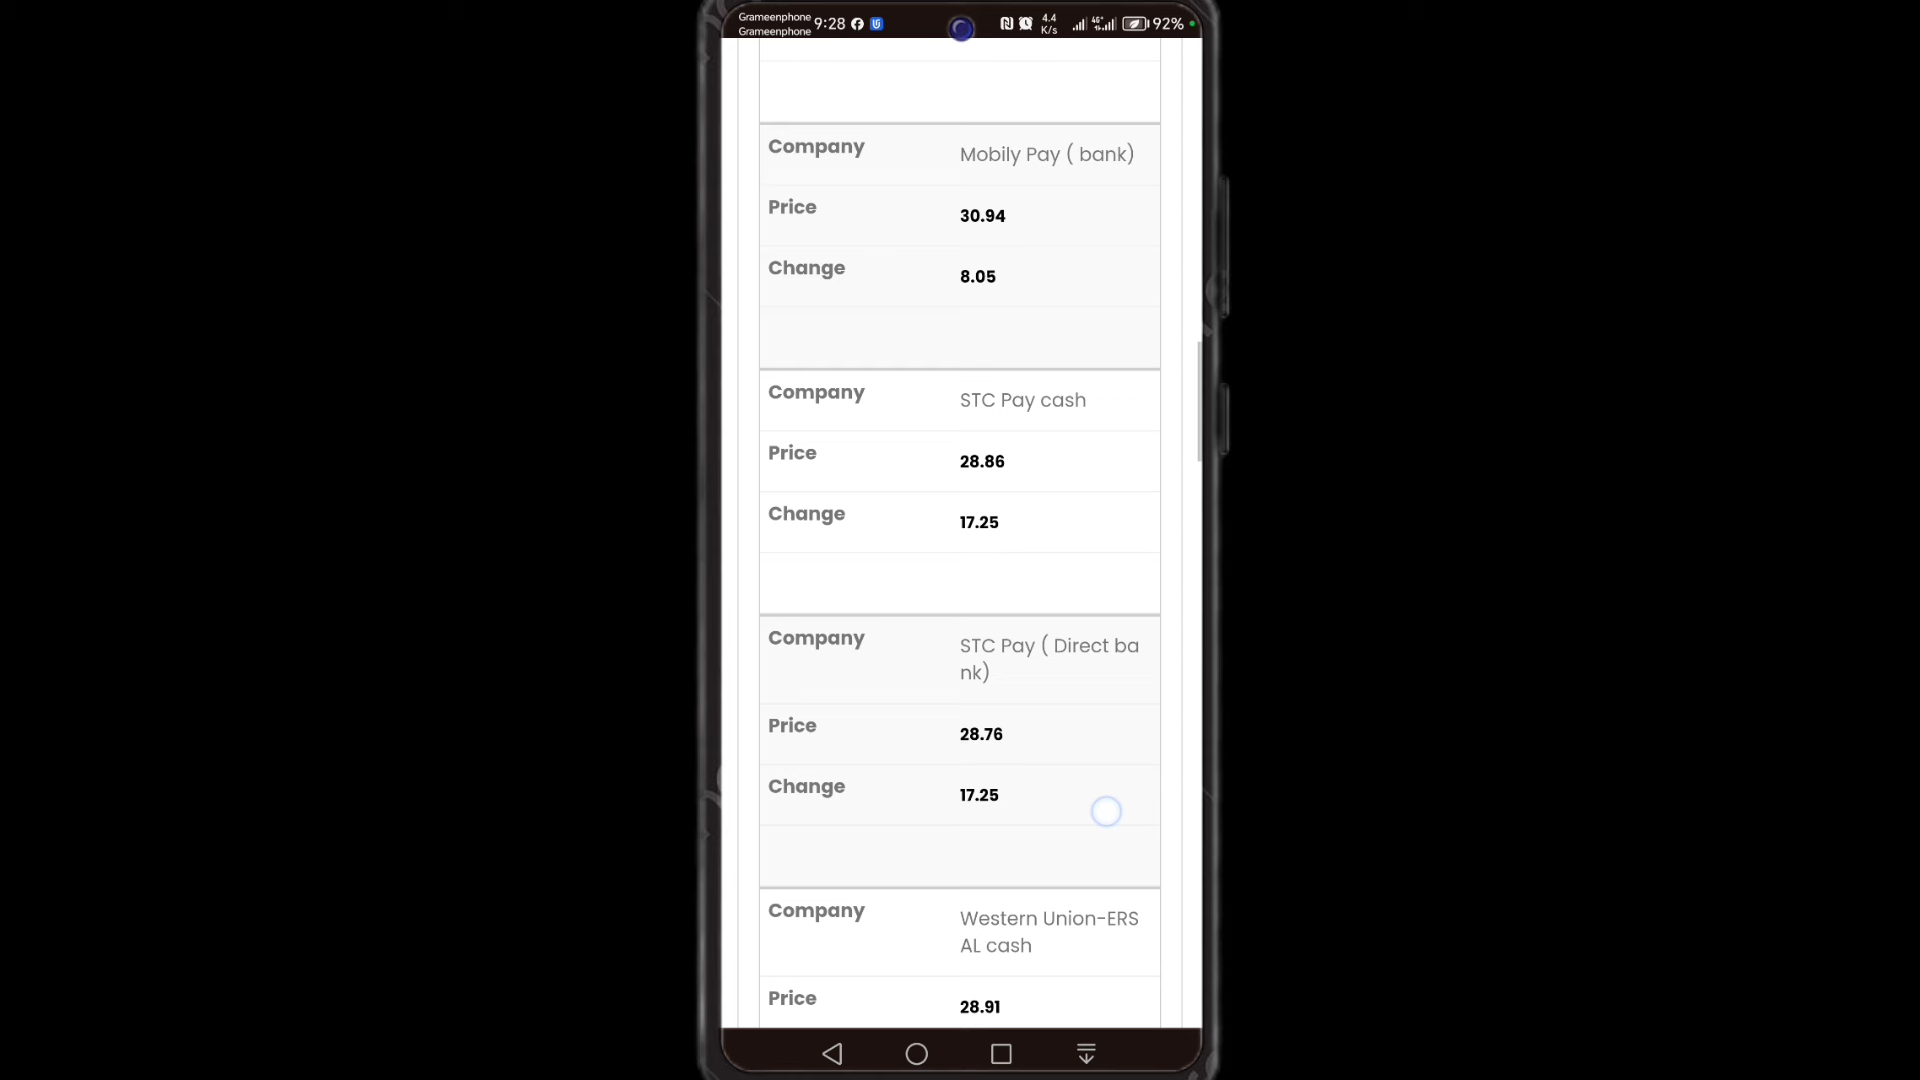 Grameenphone
Grameenphone
9:28
4.4
K/s
4G+
92%
Company Mobily Pay ( bank)
Price 30.94
Change 8.05
Company STC Pay cash
Price 28.86
Change 17.25
Company STC Pay ( Direct ba
nk)
Price 28.76
Change 17.25
Company Western Union-ERS
AL cash
Price 28.91